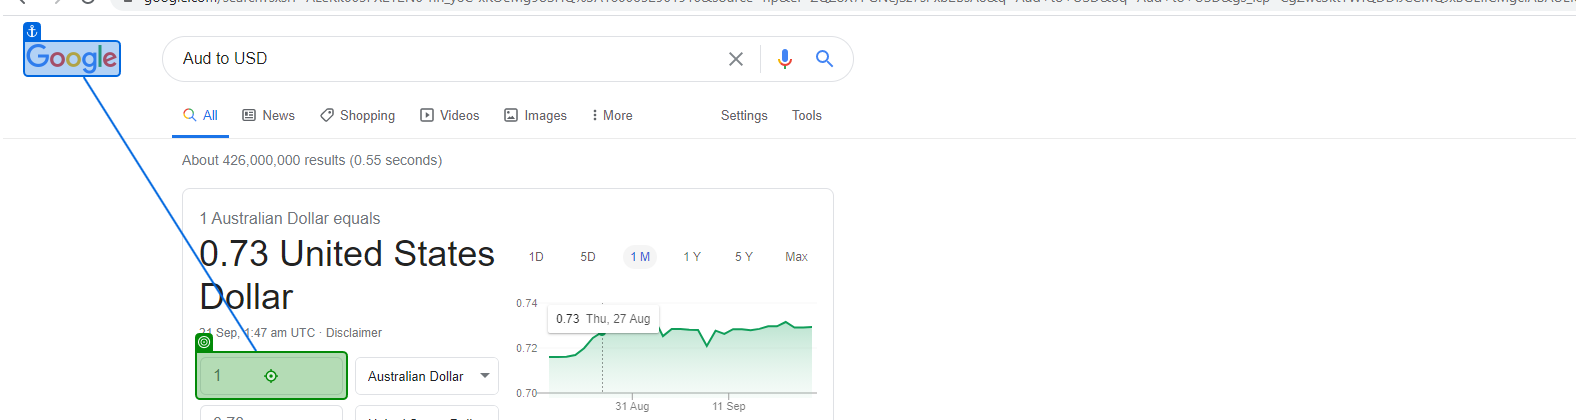 Google
Aud to USD
All News Shopping Videos Images More Settings Tools
About 426,000,000 results (0.55 seconds)
1 Australian Dollar equals
0.73 United States
Dollar
Sep, 1:47 am UTC · Disclaimer
1
Australian Dollar
1D 5D 1 M 1 Y 5 Y Max
0.74
0.73 Thu, 27 Aug
0.72
0.70
31 Aug 11 Sep